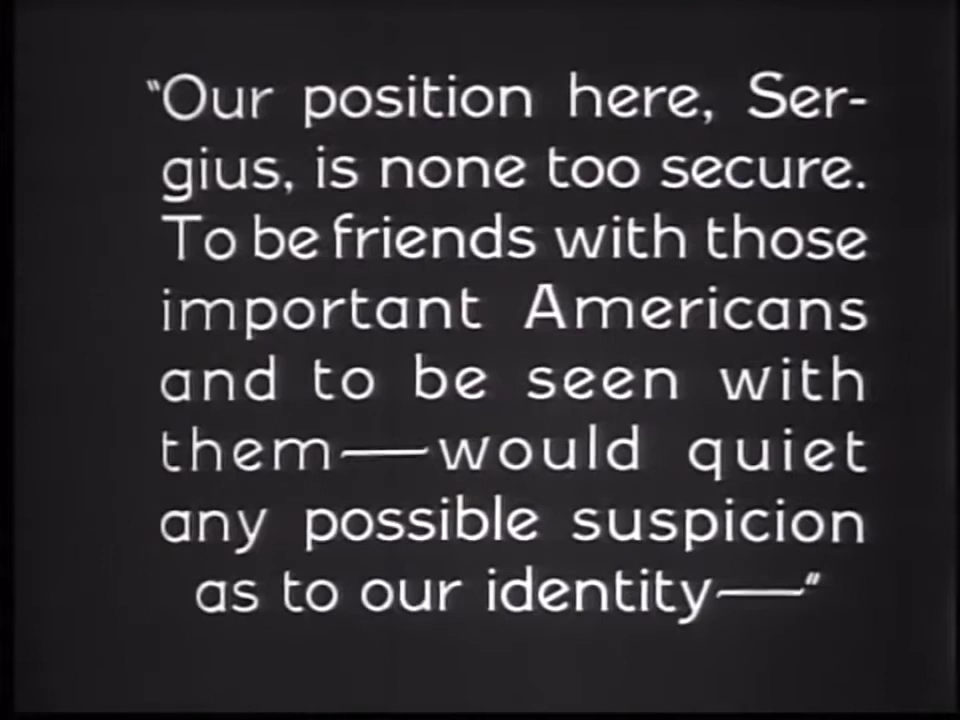 “Our position here, Ser-
gius, is none too secure.
To be friends with those
important Americans
and to be seen with
them—would quiet
any possible suspicion
as to our identity—”